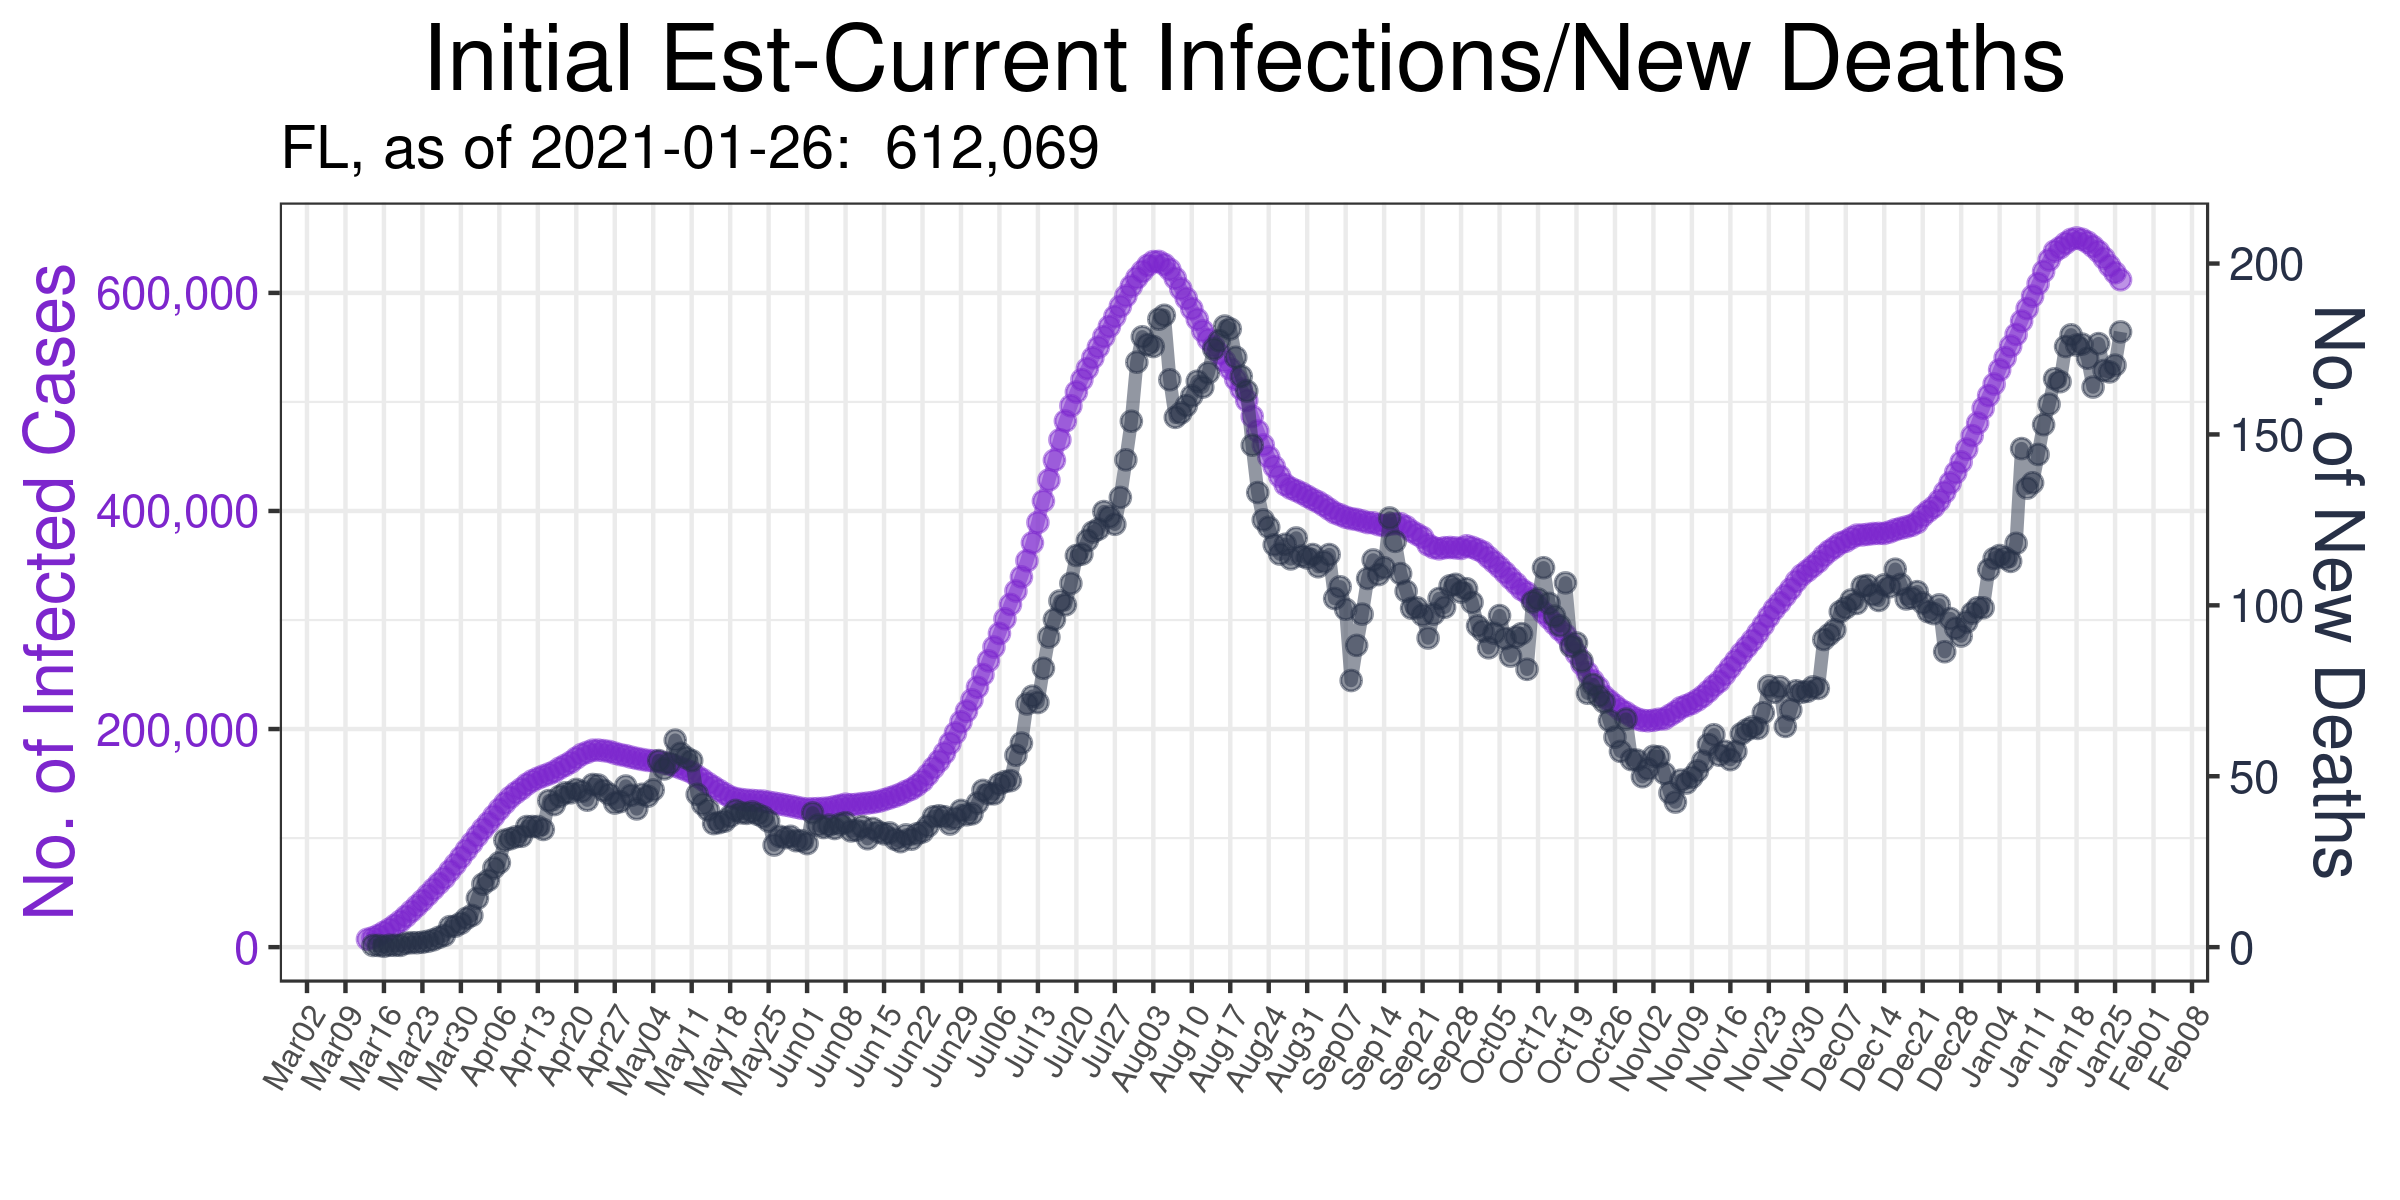 Initial Est-Current Infections/New Deaths
FL, as of 2021-01-26:  612,069
No. of Infected Cases
600,000
400,000
200,000
0
200
150
100
50
0
No. of New Deaths
Mar02 Mar09 Mar16 Mar23 Mar30 Apr06 Apr13 Apr20 Apr27 May04 May11 May18 May25 Jun01 Jun08 Jun15 Jun22 Jun29 Jul06 Jul13 Jul20 Jul27 Aug03 Aug10 Aug17 Aug24 Aug31 Sep07 Sep14 Sep21 Sep28 Oct05 Oct12 Oct19 Oct26 Nov02 Nov09 Nov16 Nov23 Nov30 Dec07 Dec14 Dec21 Dec28 Jan04 Jan11 Jan18 Jan25 Feb01 Feb08